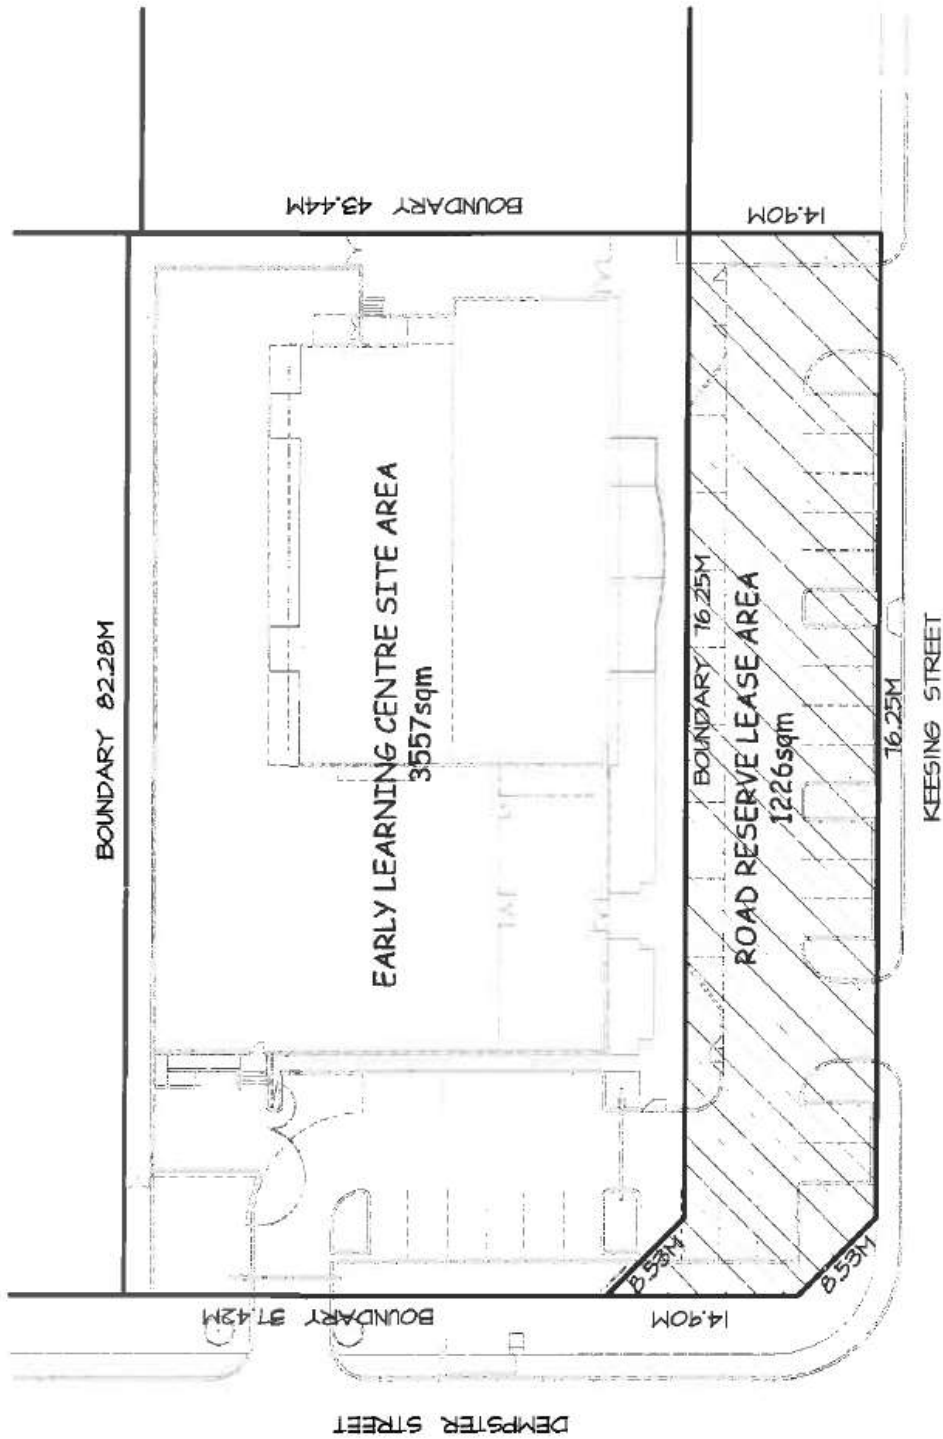 BOUNDARY 43.44M
14.90M
BOUNDARY 82.28M
EARLY LEARNING CENTRE SITE AREA
3557sqm
BOUNDARY 76.25M
ROAD RESERVE LEASE AREA
1226sqm
76.25M
KEESING STREET
8.53M
8.53M
BOUNDARY 37.42M
14.90M
DEMPSTER STREET